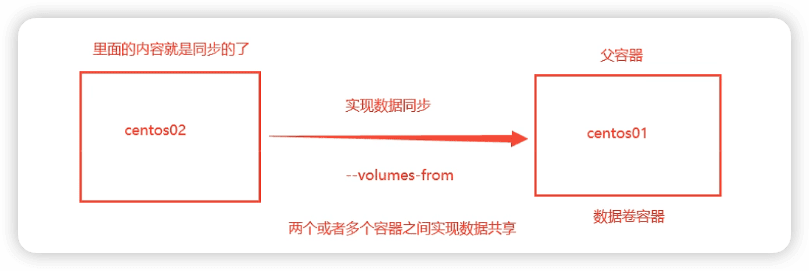 里面的内容就是同步的了
父容器
实现数据同步
centos02
centos01
--volumes-from
数据卷容器
两个或者多个容器之间实现数据共享